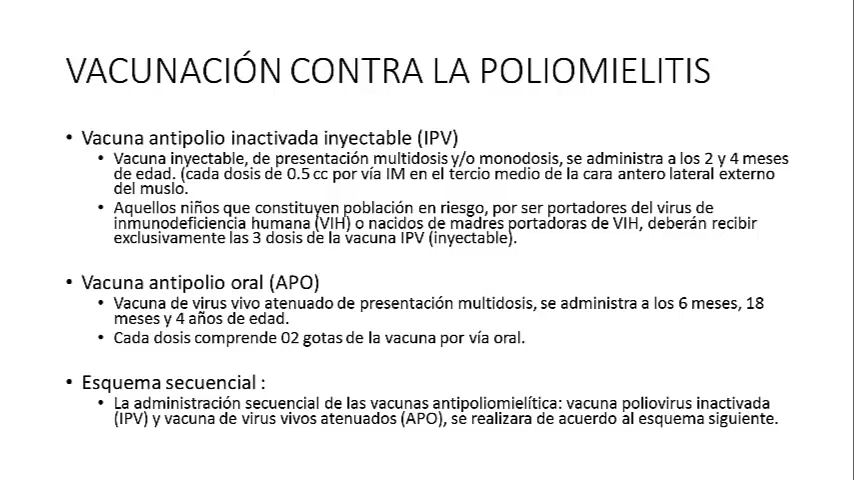 VACUNACIÓN CONTRA LA POLIOMIELITIS
• Vacuna antipolio inactivada inyectable (IPV)
• Vacuna inyectable, de presentación multidosis y/o monodosis, se administra a los 2 y 4 meses
de edad. (cada dosis de 0.5 cc por vía IM en el tercio medio de la cara antero lateral externo
del muslo.
• Aquellos niños que constituyen población en riesgo, por ser portadores del virus de
inmunodeficiencia humana (VIH) o nacidos de madres portadoras de VIH, deberán recibir
exclusivamente las 3 dosis de la vacuna IPV (inyectable).
• Vacuna antipolio oral (APO)
• Vacuna de virus vivo atenuado de presentación multidosis, se administra a los 6 meses, 18
meses y 4 años de edad.
• Cada dosis comprende 02 gotas de la vacuna por vía oral.
• Esquema secuencial :
• La administración secuencial de las vacunas antipoliomielítica: vacuna poliovirus inactivada
(IPV) y vacuna de virus vivos atenuados (APO), se realizara de acuerdo al esquema siguiente.